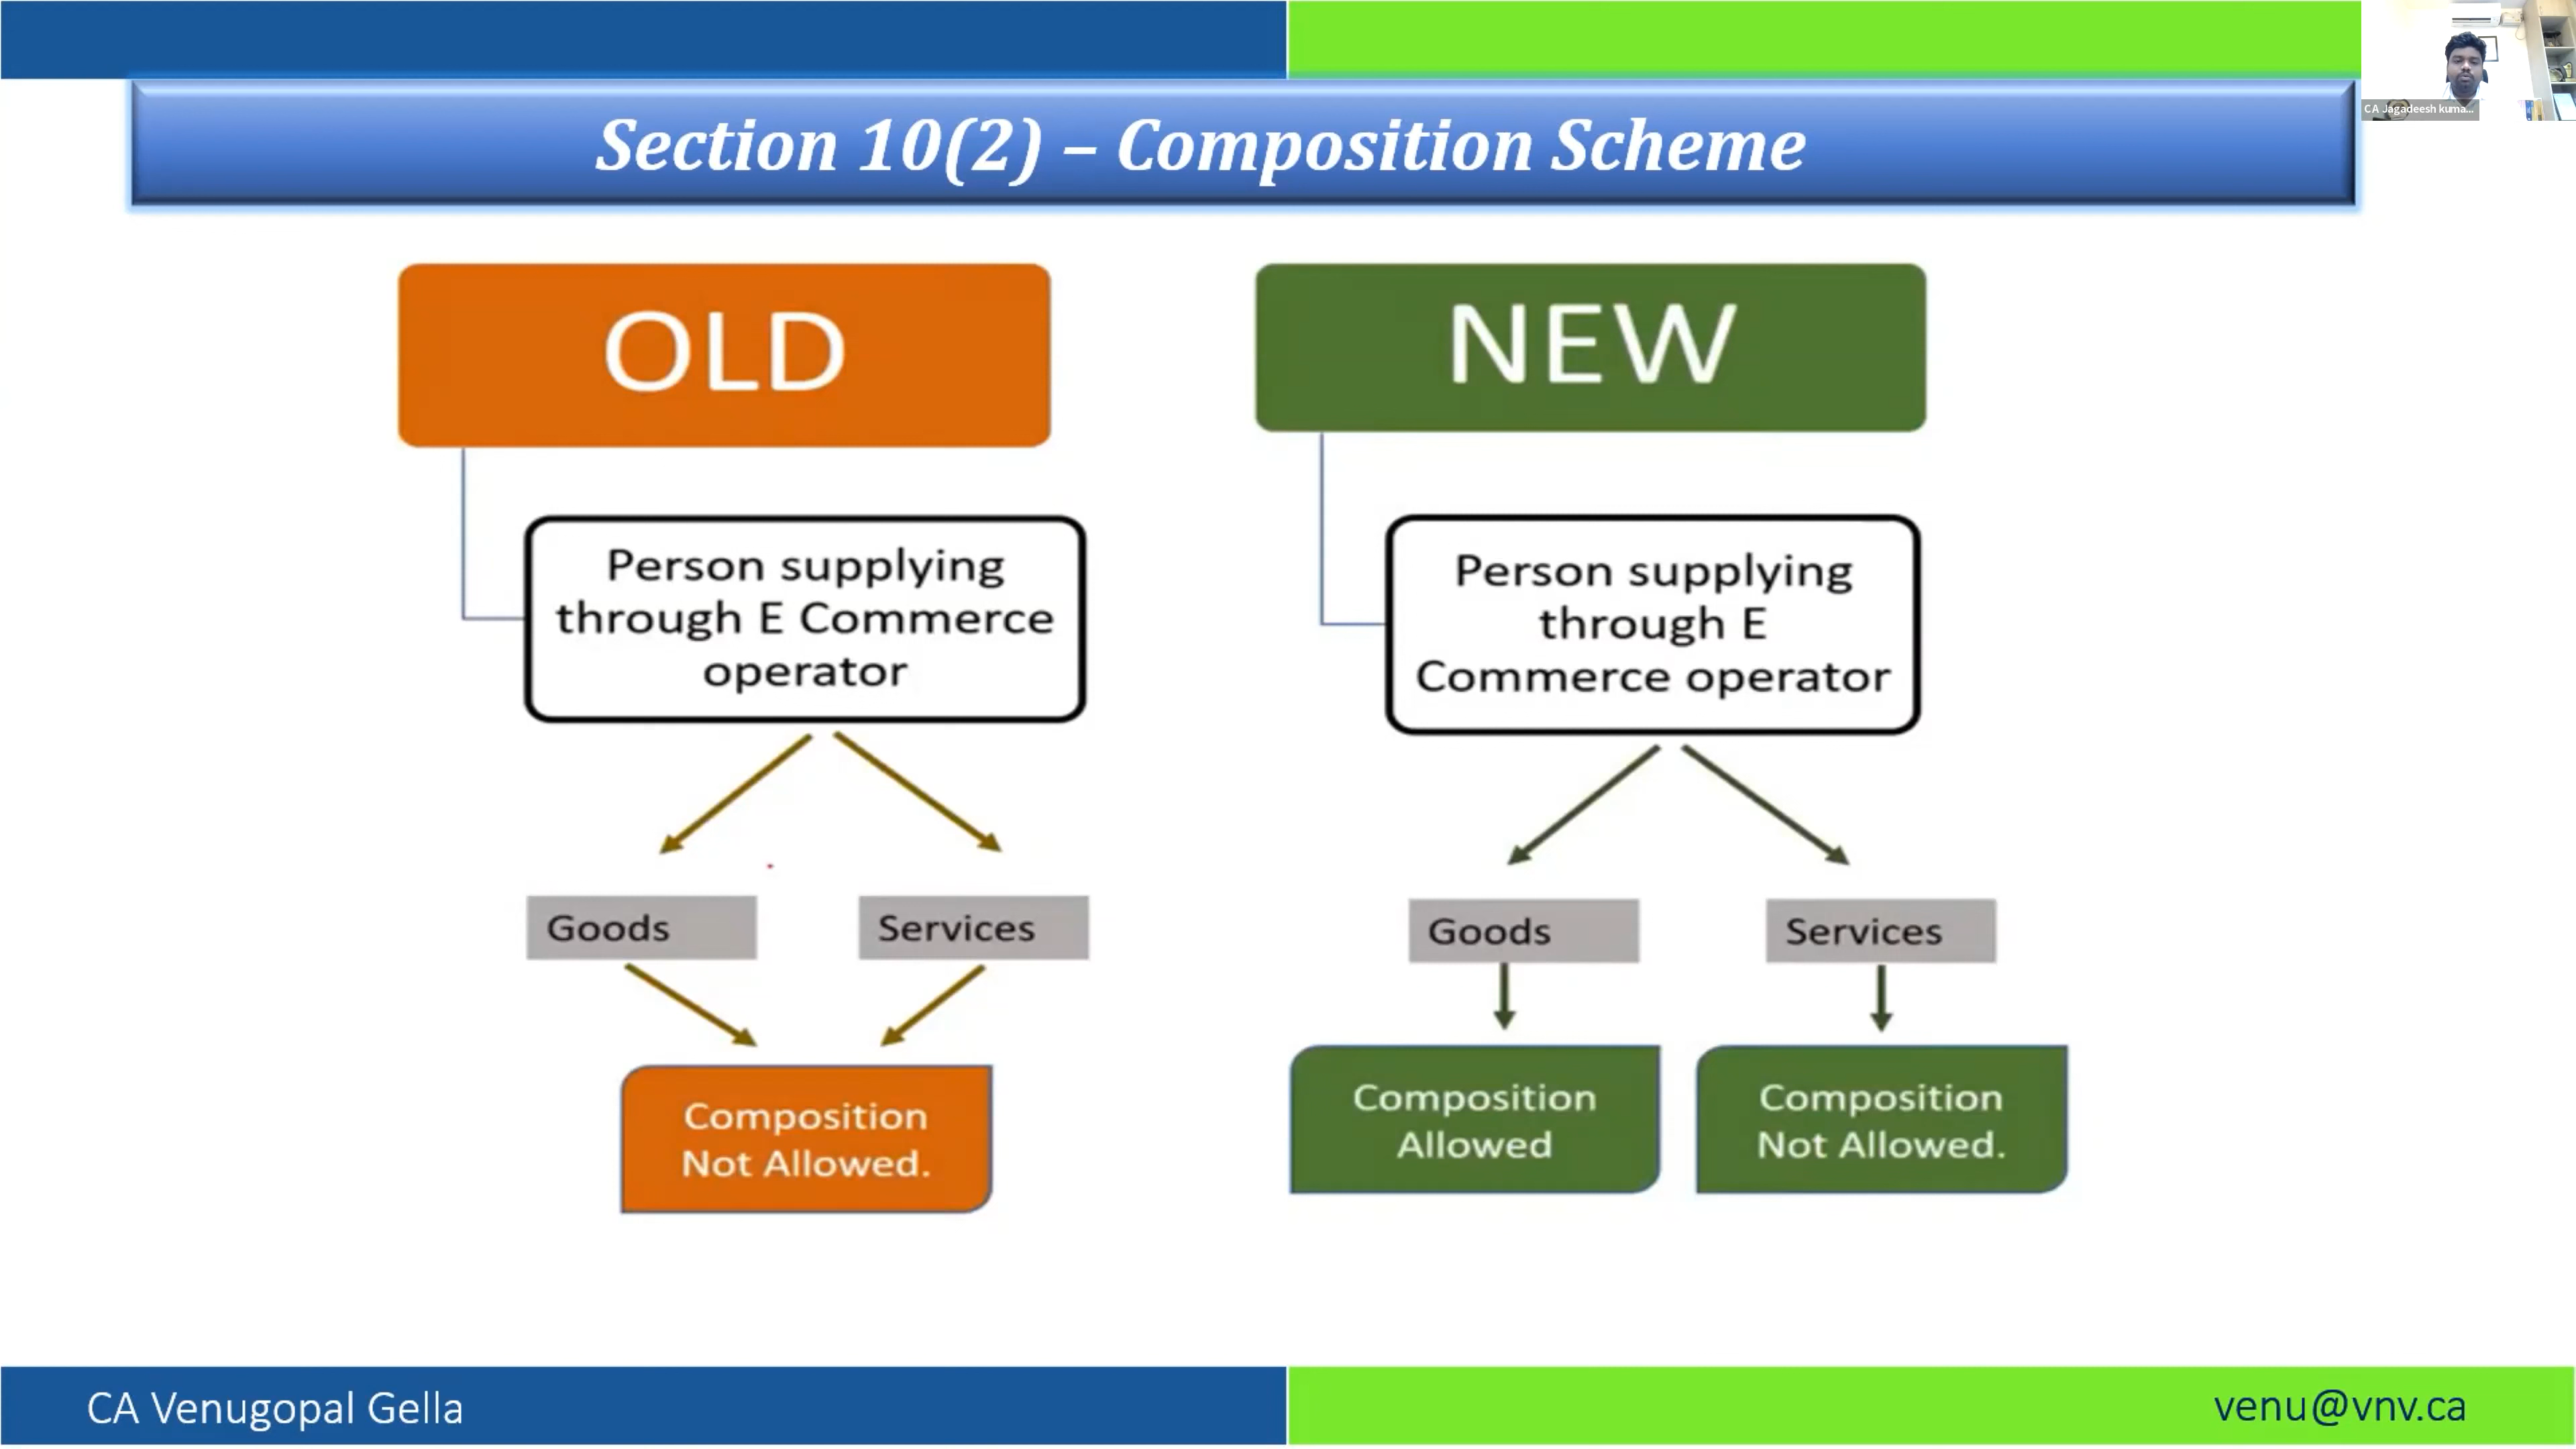 CA Jagadeesh kuma...
Section 10(2) – Composition Scheme
OLD
Person supplying
through E Commerce
operator
Goods
Services
Composition
Not Allowed.
NEW
Person supplying
through E
Commerce operator
Goods
Services
Composition
Allowed
Composition
Not Allowed.
CA Venugopal Gella
venu@vnv.ca